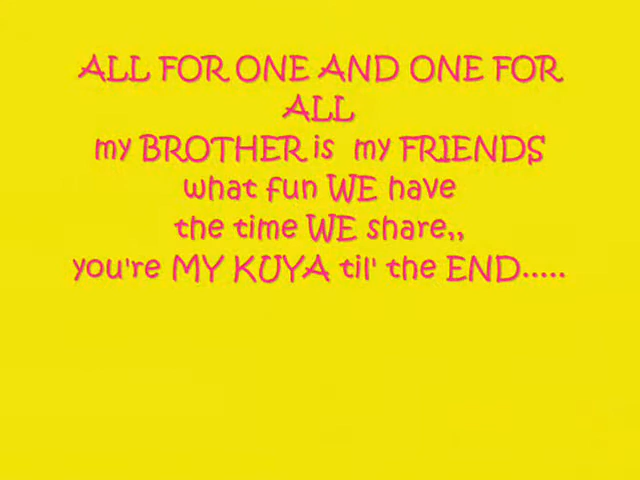 ALL FOR ONE AND ONE FOR
ALL
my BROTHER is my FRIENDS
what fun WE have
the time WE share,,
you're MY KUYA til' the END.....